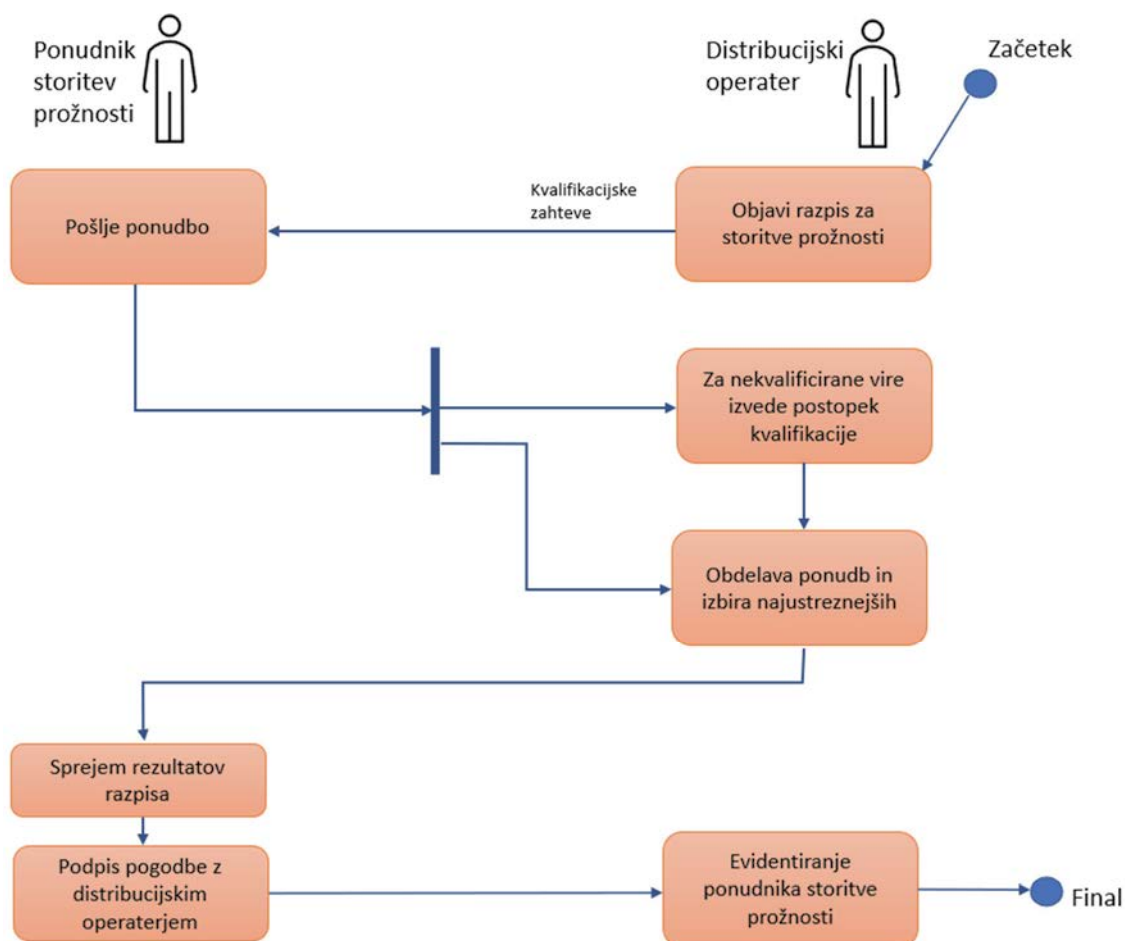 Ponudnik
storitev
prožnosti
Distribucijski
operater
Začetek
Pošlje ponudbo
Kvalifikacijske
zahteve
Objavi razpis za
storitve prožnosti
Za nekvalificirane vire
izvede postopek
kvalifikacije
Obdelava ponudb in
izbira najustreznejših
Sprejem rezultatov
razpisa
Podpis pogodbe z
distribucijskim
operaterjem
Evidentiranje
ponudnika storitve
prožnosti
Final